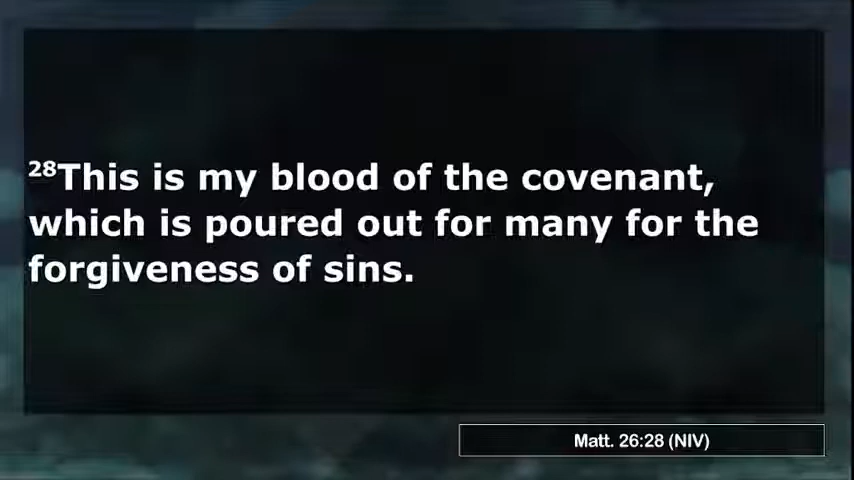 28This is my blood of the covenant,
which is poured out for many for the
forgiveness of sins.
Matt. 26:28 (NIV)